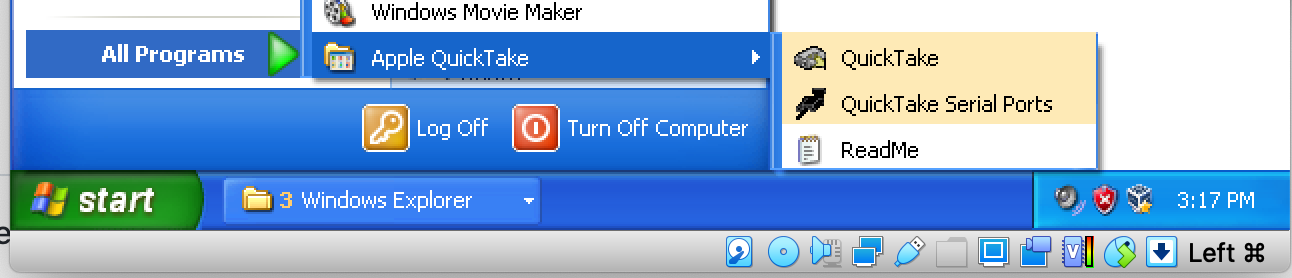 Windows Movie Maker
All Programs
Apple QuickTake
QuickTake
QuickTake Serial Ports
ReadMe
Log Off
Turn Off Computer
start
3 Windows Explorer
3:17 PM
Left ⌘